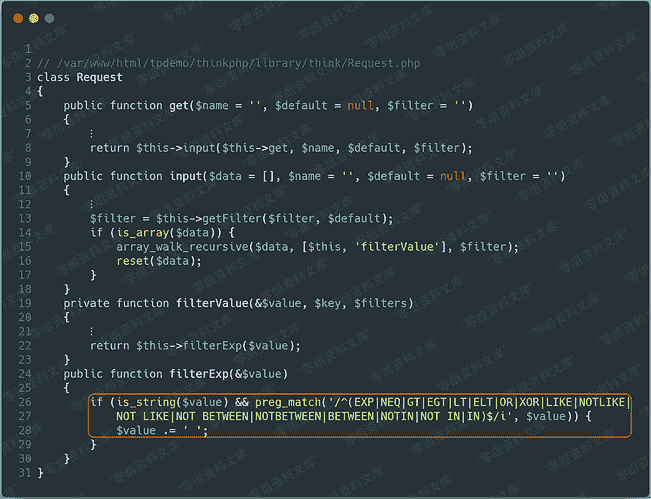 1
2 // /var/www/html/tpdemo/thinkphp/library/think/Request.php
3 class Request
4 {
5     public function get($name = '', $default = null, $filter = '')
6     {
7         ⋮
8         return $this->input($this->get, $name, $default, $filter);
9     }
10     public function input($data = [], $name = '', $default = null, $filter = '')
11     {
12         ⋮
13         $filter = $this->getFilter($filter, $default);
14         if (is_array($data)) {
15             array_walk_recursive($data, [$this, 'filterValue'], $filter);
16             reset($data);
17         }
18     }
19     private function filterValue(&$value, $key, $filters)
20     {
21         ⋮
22         return $this->filterExp($value);
23     }
24     public function filterExp(&$value)
25     {
26         if (is_string($value) && preg_match('/^(EXP|NEQ|GT|EGT|LT|ELT|OR|XOR|LIKE|NOTLIKE|
27             NOT LIKE|NOT BETWEEN|NOTBETWEEN|BETWEEN|NOTIN|NOT IN|IN)$/i', $value)) {
28             $value .= ' ';
29         }
30     }
31 }
零组资料文库